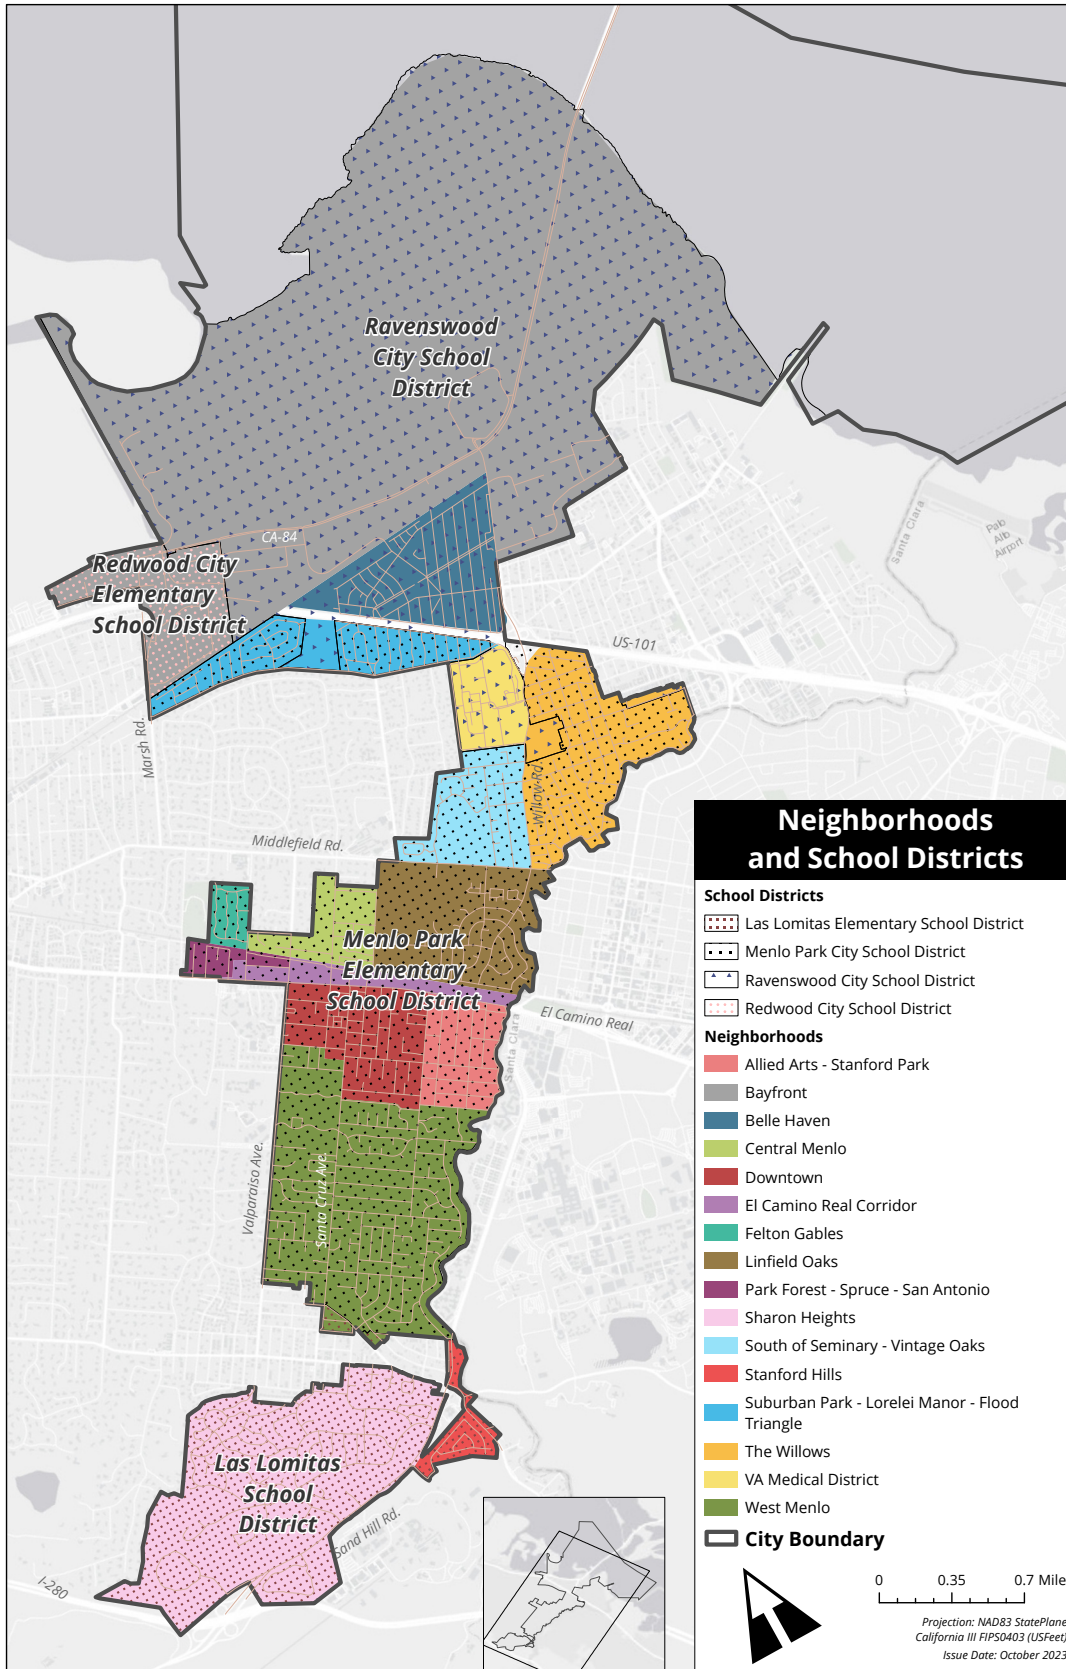 Ravenswood
City School
District
CA-84
Redwood City
Elementary
School District
US-101
Santa Clara
Palo
Alto
Airport
Marsh Rd.
Willow Rd.
Middlefield Rd.
Menlo Park
Elementary
School District
El Camino Real
Santa Clara
Valparaiso Ave.
Santa Cruz Ave.
Las Lomitas
School
District
Sand Hill Rd.
I-280
Neighborhoods
and School Districts
School Districts
Las Lomitas Elementary School District
Menlo Park City School District
Ravenswood City School District
Redwood City School District
Neighborhoods
Allied Arts - Stanford Park
Bayfront
Belle Haven
Central Menlo
Downtown
El Camino Real Corridor
Felton Gables
Linfield Oaks
Park Forest - Spruce - San Antonio
Sharon Heights
South of Seminary - Vintage Oaks
Stanford Hills
Suburban Park - Lorelei Manor - Flood
Triangle
The Willows
VA Medical District
West Menlo
City Boundary
0 0.35 0.7 Mile
Projection: NAD83 StatePlane
California III FIPS0403 (USFeet)
Issue Date: October 2023